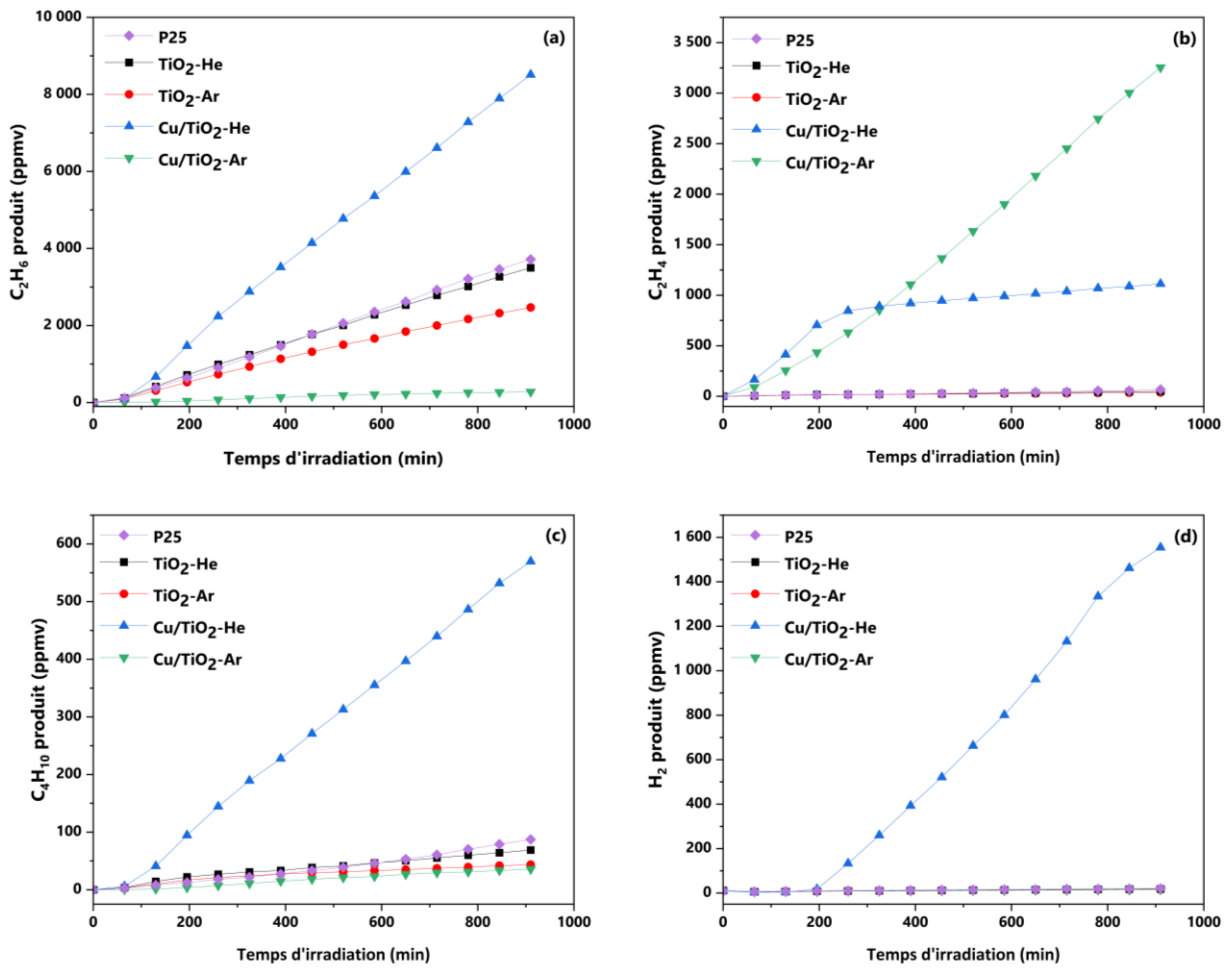 (a)
P25
TiO2-He
TiO2-Ar
Cu/TiO2-He
Cu/TiO2-Ar
C2H6 produit (ppmv)
10 000
8 000
6 000
4 000
2 000
0
0 200 400 600 800 1000
Temps d'irradiation (min)
(b)
P25
TiO2-He
TiO2-Ar
Cu/TiO2-He
Cu/TiO2-Ar
C2H4 produit (ppmv)
3 500
3 000
2 500
2 000
1 500
1 000
500
0
0 200 400 600 800 1000
Temps d'irradiation (min)
(c)
P25
TiO2-He
TiO2-Ar
Cu/TiO2-He
Cu/TiO2-Ar
C4H10 produit (ppmv)
600
500
400
300
200
100
0
0 200 400 600 800 1000
Temps d'irradiation (min)
(d)
P25
TiO2-He
TiO2-Ar
Cu/TiO2-He
Cu/TiO2-Ar
H2 produit (ppmv)
1 600
1 400
1 200
1 000
800
600
400
200
0
0 200 400 600 800 1000
Temps d'irradiation (min)